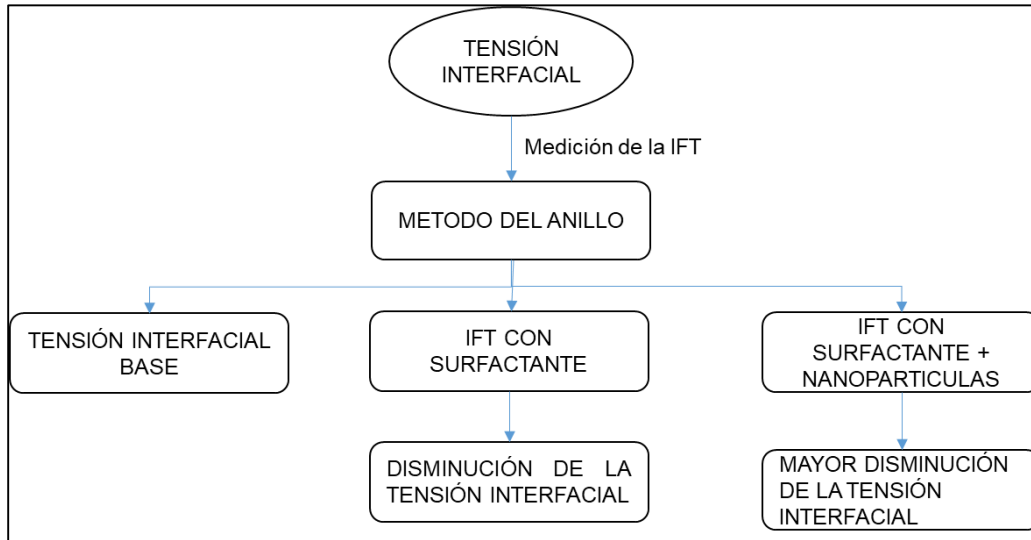 TENSIÓN
INTERFACIAL
Medición de la IFT
METODO DEL ANILLO
TENSIÓN INTERFACIAL
BASE
IFT CON
SURFACTANTE
IFT CON
SURFACTANTE +
NANOPARTICULAS
DISMINUCIÓN DE LA
TENSIÓN INTERFACIAL
MAYOR DISMINUCIÓN
DE LA TENSIÓN
INTERFACIAL